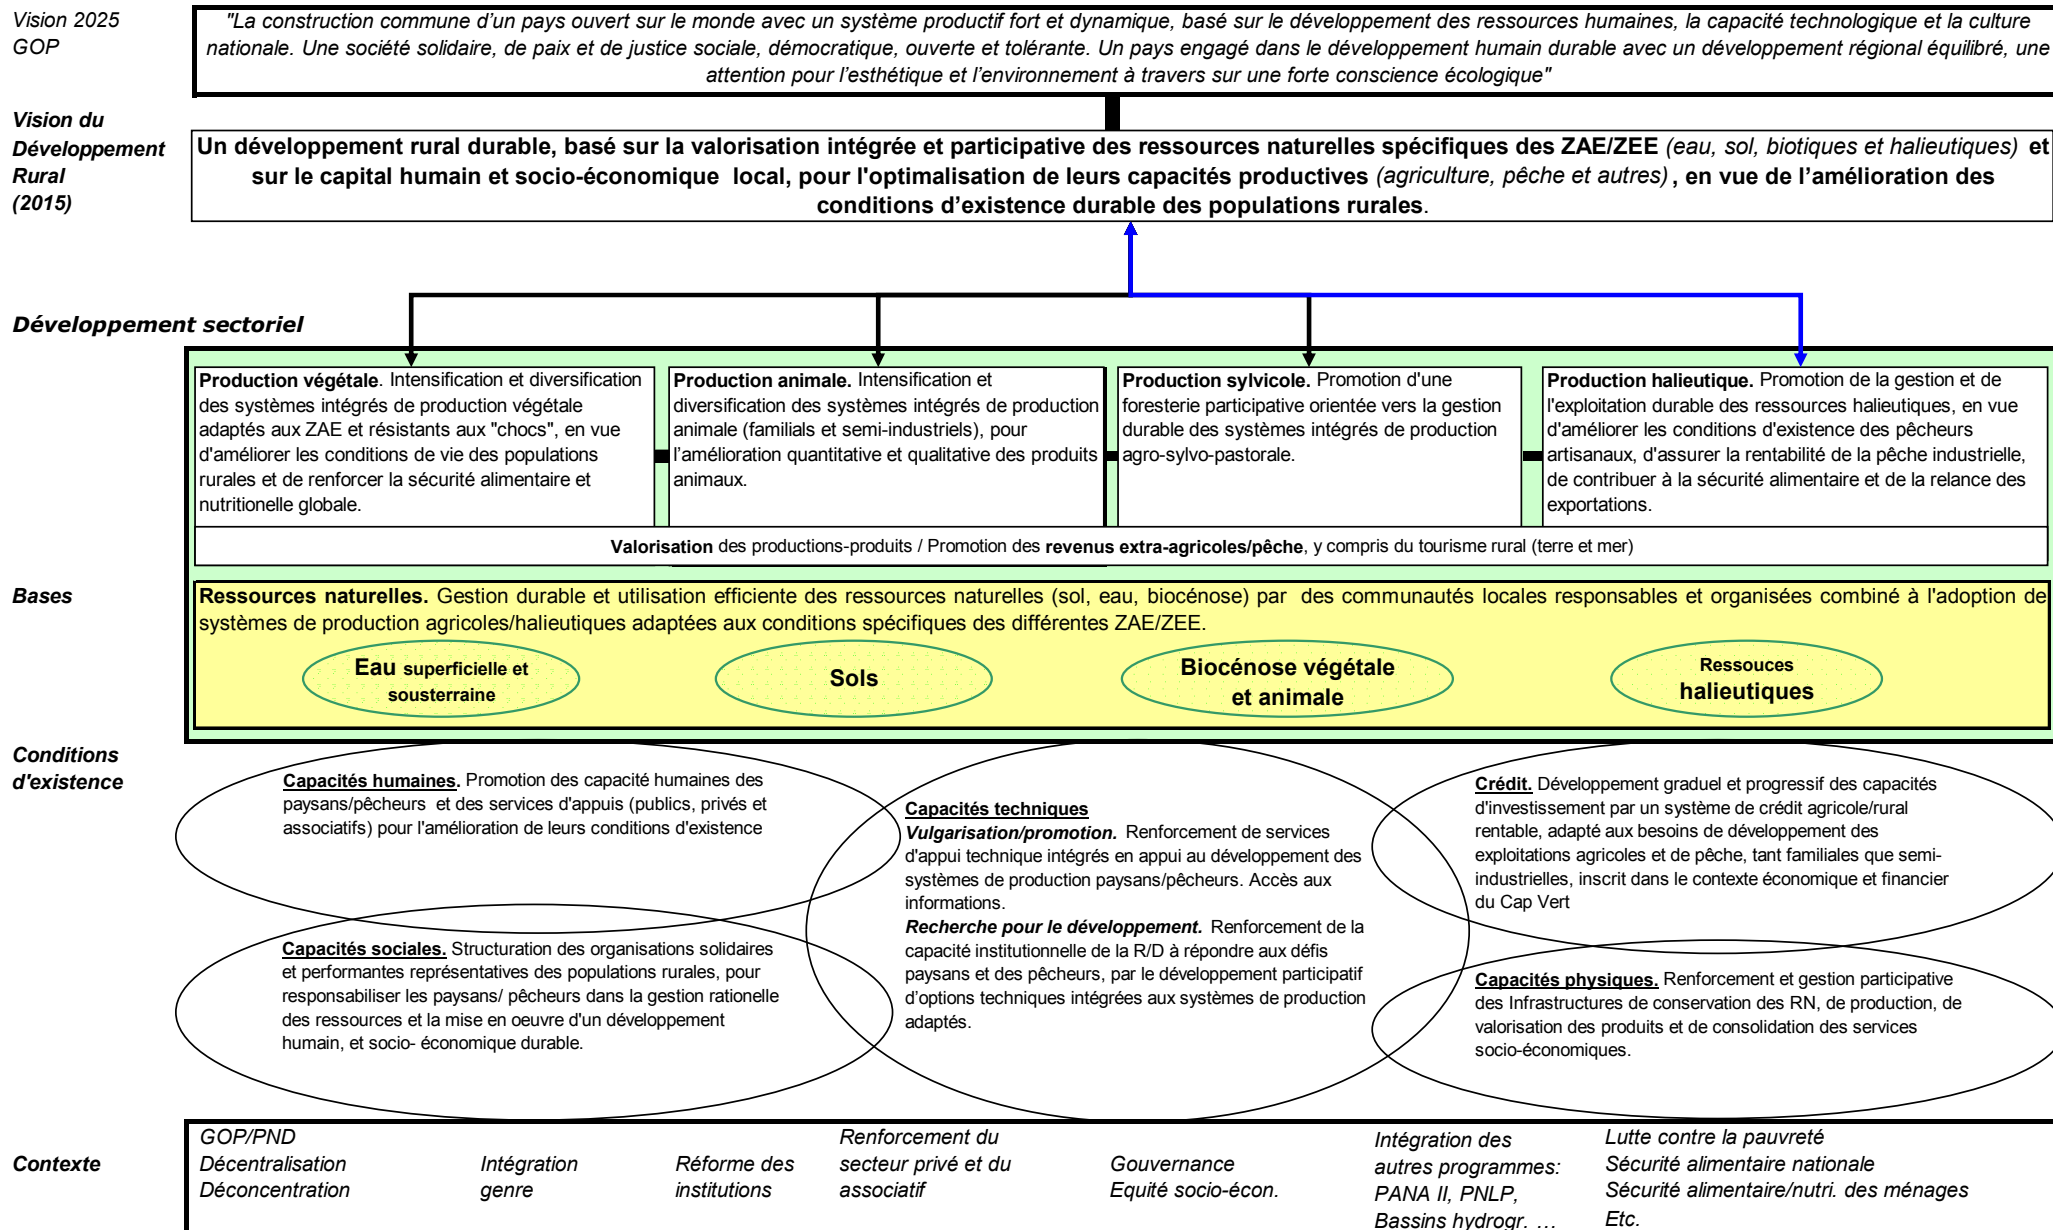 Vision 2025
GOP
"La construction commune d'un pays ouvert sur le monde avec un système productif fort et dynamique, basé sur le développement des ressources humaines, la capacité technologique et la culture
nationale. Une société solidaire, de paix et de justice sociale, démocratique, ouverte et tolérante. Un pays engagé dans le développement humain durable avec un développement régional équilibré, une
attention pour l'esthétique et l'environnement à travers sur une forte conscience écologique"
Vision du
Développement
Rural
(2015)
Un développement rural durable, basé sur la valorisation intégrée et participative des ressources naturelles spécifiques des ZAE/ZEE (eau, sol, biotiques et halieutiques) et
sur le capital humain et socio-économique local, pour l'optimalisation de leurs capacités productives (agriculture, pêche et autres), en vue de l'amélioration des
conditions d'existence durable des populations rurales.
Développement sectoriel
Production végétale. Intensification et diversification
des systèmes intégrés de production végétale
adaptés aux ZAE et résistants aux "chocs", en vue
d'améliorer les conditions de vie des populations
rurales et de renforcer la sécurité alimentaire et
nutritionelle globale.
Production animale. Intensification et
diversification des systèmes intégrés de production
animale (familials et semi-industriels), pour
l'amélioration quantitative et qualitative des produits
animaux.
Production sylvicole. Promotion d'une
foresterie participative orientée vers la gestion
durable des systèmes intégrés de production
agro-sylvo-pastorale.
Production halieutique. Promotion de la gestion et de
l'exploitation durable des ressources halieutiques, en vue
d'améliorer les conditions d'existence des pêcheurs
artisanaux, d'assurer la rentabilité de la pêche industrielle,
de contribuer à la sécurité alimentaire et de la relance des
exportations.
Valorisation des productions-produits / Promotion des revenus extra-agricoles/pêche, y compris du tourisme rural (terre et mer)
Bases
Ressources naturelles. Gestion durable et utilisation efficiente des ressources naturelles (sol, eau, biocénose) par des communautés locales responsables et organisées combiné à l'adoption de
systèmes de production agricoles/halieutiques adaptées aux conditions spécifiques des différentes ZAE/ZEE.
Eau superficielle et
sousterraine
Sols
Biocénose végétale
et animale
Ressouces
halieutiques
Conditions
d'existence
Capacités humaines. Promotion des capacité humaines des
paysans/pêcheurs et des services d'appuis (publics, privés et
associatifs) pour l'amélioration de leurs conditions d'existence
Capacités sociales. Structuration des organisations solidaires
et performantes représentatives des populations rurales, pour
responsabiliser les paysans/ pêcheurs dans la gestion rationelle
des ressources et la mise en oeuvre d'un développement
humain, et socio- économique durable.
Capacités techniques
Vulgarisation/promotion. Renforcement de services
d'appui technique intégrés en appui au développement des
systèmes de production paysans/pêcheurs. Accès aux
informations.
Recherche pour le développement. Renforcement de la
capacité institutionnelle de la R/D à répondre aux défis
paysans et des pêcheurs, par le développement participatif
d'options techniques intégrées aux systèmes de production
adaptés.
Crédit. Développement graduel et progressif des capacités
d'investissement par un système de crédit agricole/rural
rentable, adapté aux besoins de développement des
exploitations agricoles et de pêche, tant familiales que semi-
industrielles, inscrit dans le contexte économique et financier
du Cap Vert
Capacités physiques. Renforcement et gestion participative
des Infrastructures de conservation des RN, de production, de
valorisation des produits et de consolidation des services
socio-économiques.
Contexte
GOP/PND
Décentralisation
Déconcentration
Intégration
genre
Réforme des
institutions
Renforcement du
secteur privé et du
associatif
Gouvernance
Equité socio-écon.
Intégration des
autres programmes:
PANA II, PNLP,
Bassins hydrogr. …
Lutte contre la pauvreté
Sécurité alimentaire nationale
Sécurité alimentaire/nutri. des ménages
Etc.